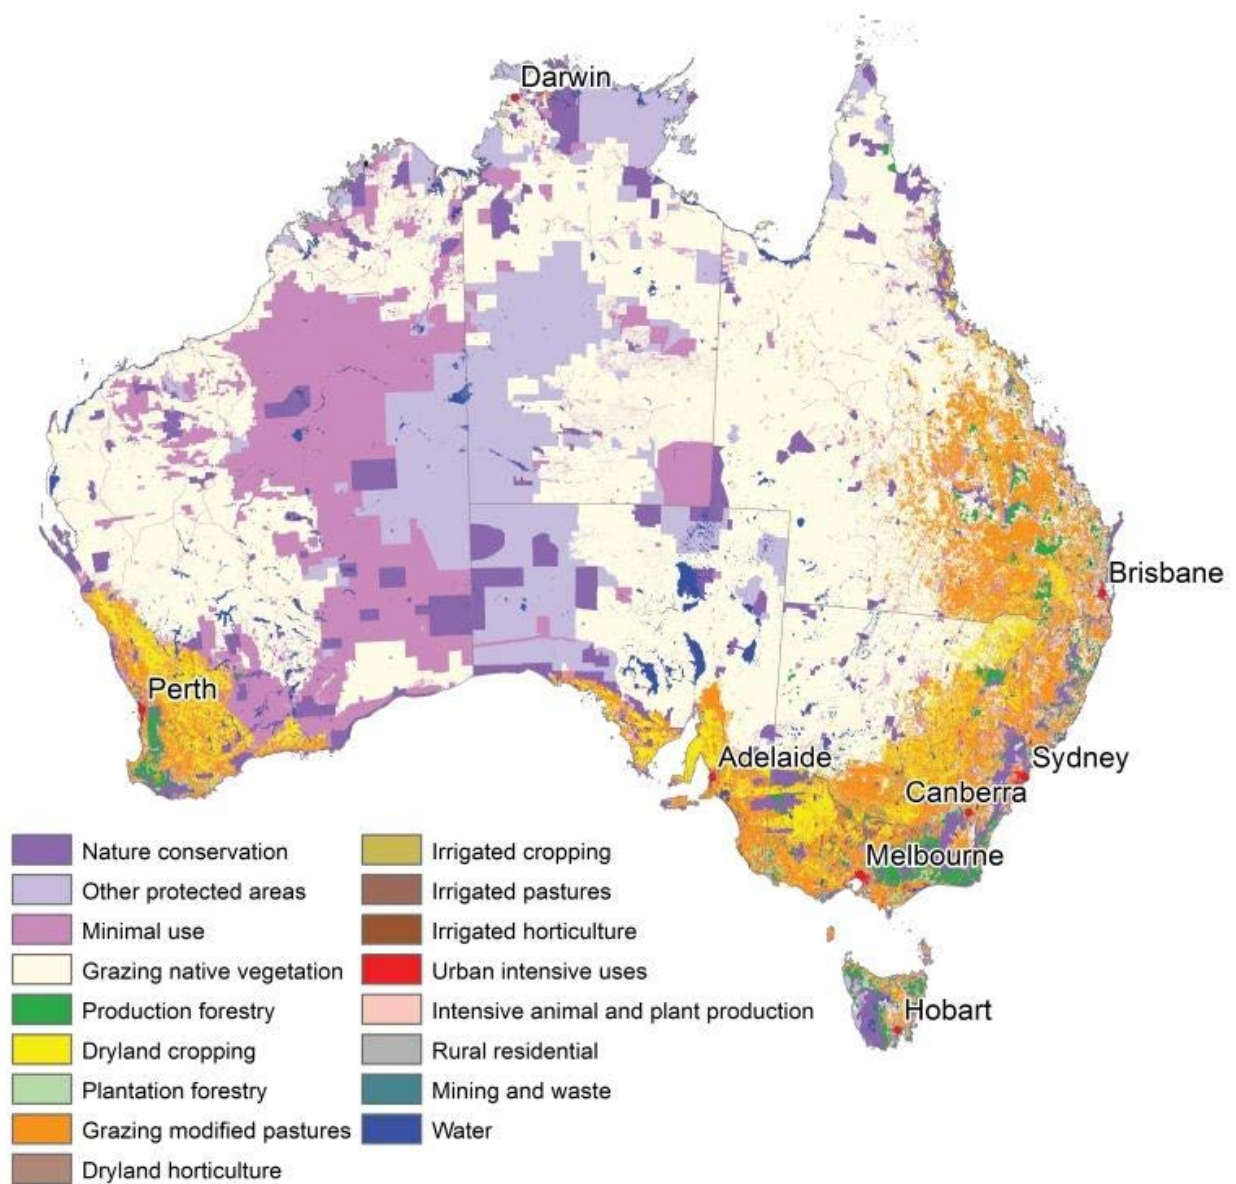 Darwin
Brisbane
Perth
Adelaide
Sydney
Canberra
Melbourne
Hobart
Nature conservation
Other protected areas
Minimal use
Grazing native vegetation
Production forestry
Dryland cropping
Plantation forestry
Grazing modified pastures
Dryland horticulture
Irrigated cropping
Irrigated pastures
Irrigated horticulture
Urban intensive uses
Intensive animal and plant production
Rural residential
Mining and waste
Water